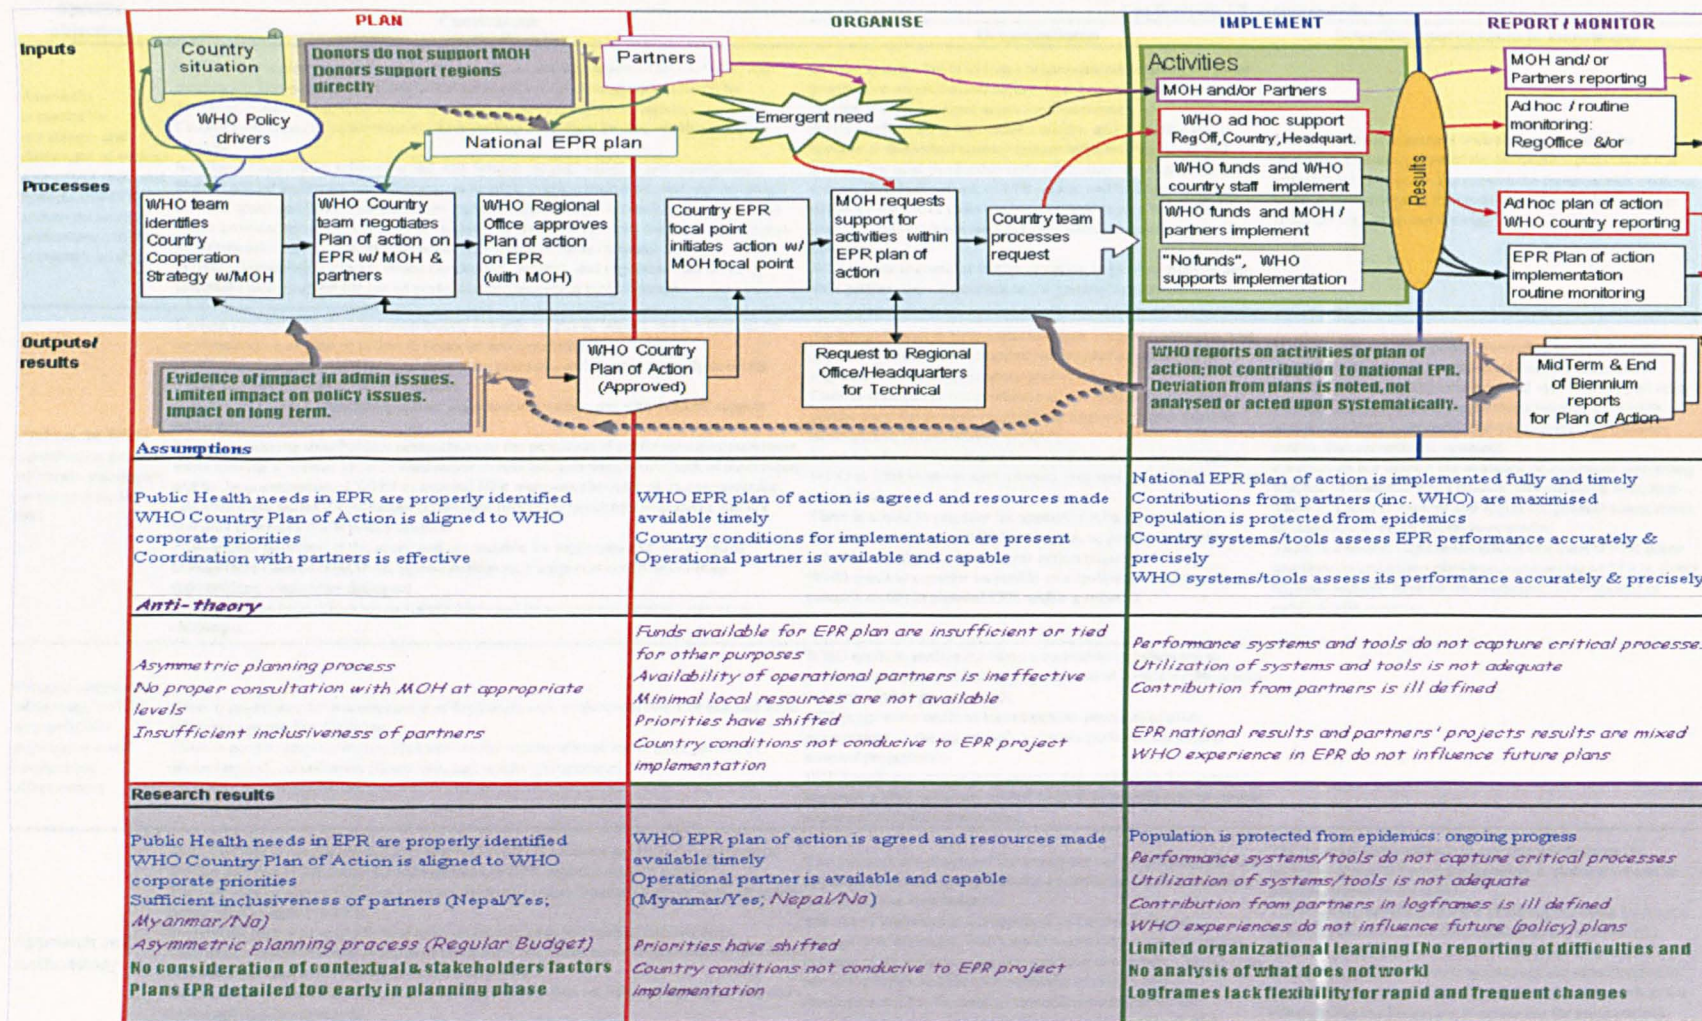 PLAN
ORGANISE
IMPLEMENT
REPORT / MONITOR
Inputs
Country
situation
Donors do not support MOH
Donors support regions
directly
Partners
WHO Policy
drivers
National EPR plan
Emergent need
Activities
MOH and/or Partners
WHO ad hoc support
RegOff,Country,Headquart.
WHO funds and WHO
country staff implement
WHO funds and MOH /
partners implement
"No funds", WHO
supports implementation
Results
MOH and/ or
Partners reporting
Ad hoc / routine
monitoring:
RegOffice &/or
Ad hoc plan of action
WHO country reporting
EPR Plan of action
implementation
routine monitoring
Processes
WHO team
identifies
Country
Cooperation
Strategy w/MOH
WHO Country
team negotiates
Plan of action on
EPR w/ MOH &
partners
WHO Regional
Office approves
Plan of action
on EPR
(with MOH)
Country EPR
focal point
initiates action w/
MOH focal point
MOH requests
support for
activities within
EPR plan of
action
Country team
processes
request
Outputs/
results
Evidence of impact in admin issues.
Limited impact on policy issues.
Impact on long term.
WHO Country
Plan of Action
(Approved)
Request to Regional
Office/Headquarters
for Technical
WHO reports on activities of plan of
action; not contribution to national EPR.
Deviation from plans is noted, not
analysed or acted upon systematically.
Mid Term & End
of Biennium
reports
for Plan of Action
Assumptions
Public Health needs in EPR are properly identified
WHO Country Plan of Action is aligned to WHO
corporate priorities
Coordination with partners is effective
WHO EPR plan of action is agreed and resources made
available timely
Country conditions for implementation are present
Operational partner is available and capable
National EPR plan of action is implemented fully and timely
Contributions from partners (inc. WHO) are maximised
Population is protected from epidemics
Country systems/tools assess EPR performance accurately &
precisely
WHO systems/tools assess its performance accurately & precisely
Anti-theory
Asymmetric planning process
No proper consultation with MOH at appropriate
levels
Insufficient inclusiveness of partners
Funds available for EPR plan are insufficient or tied
for other purposes
Availability of operational partners is ineffective
Minimal local resources are not available
Priorities have shifted
Country conditions not conducive to EPR project
implementation
Performance systems and tools do not capture critical processes
Utilization of systems and tools is not adequate
Contribution from partners is ill defined
EPR national results and partners' projects results are mixed
WHO experience in EPR do not influence future plans
Research results
Public Health needs in EPR are properly identified
WHO Country Plan of Action is aligned to WHO
corporate priorities
Sufficient inclusiveness of partners (Nepal/Yes;
Myanmar/No)
Asymmetric planning process (Regular Budget)
No consideration of contextual & stakeholders factors
Plans EPR detailed too early in planning phase
WHO EPR plan of action is agreed and resources made
available timely
Operational partner is available and capable
(Myanmar/Yes; Nepal/No)
Priorities have shifted
Country conditions not conducive to EPR project
implementation
Population is protected from epidemics: ongoing progress
Performance systems/tools do not capture critical processes
Utilization of systems/tools is not adequate
Contribution from partners in logframes is ill defined
WHO experiences do not influence future (policy) plans
Limited organizational learning (No reporting of difficulties and
No analysis of what does not work)
Logframes lack flexibility for rapid and frequent changes